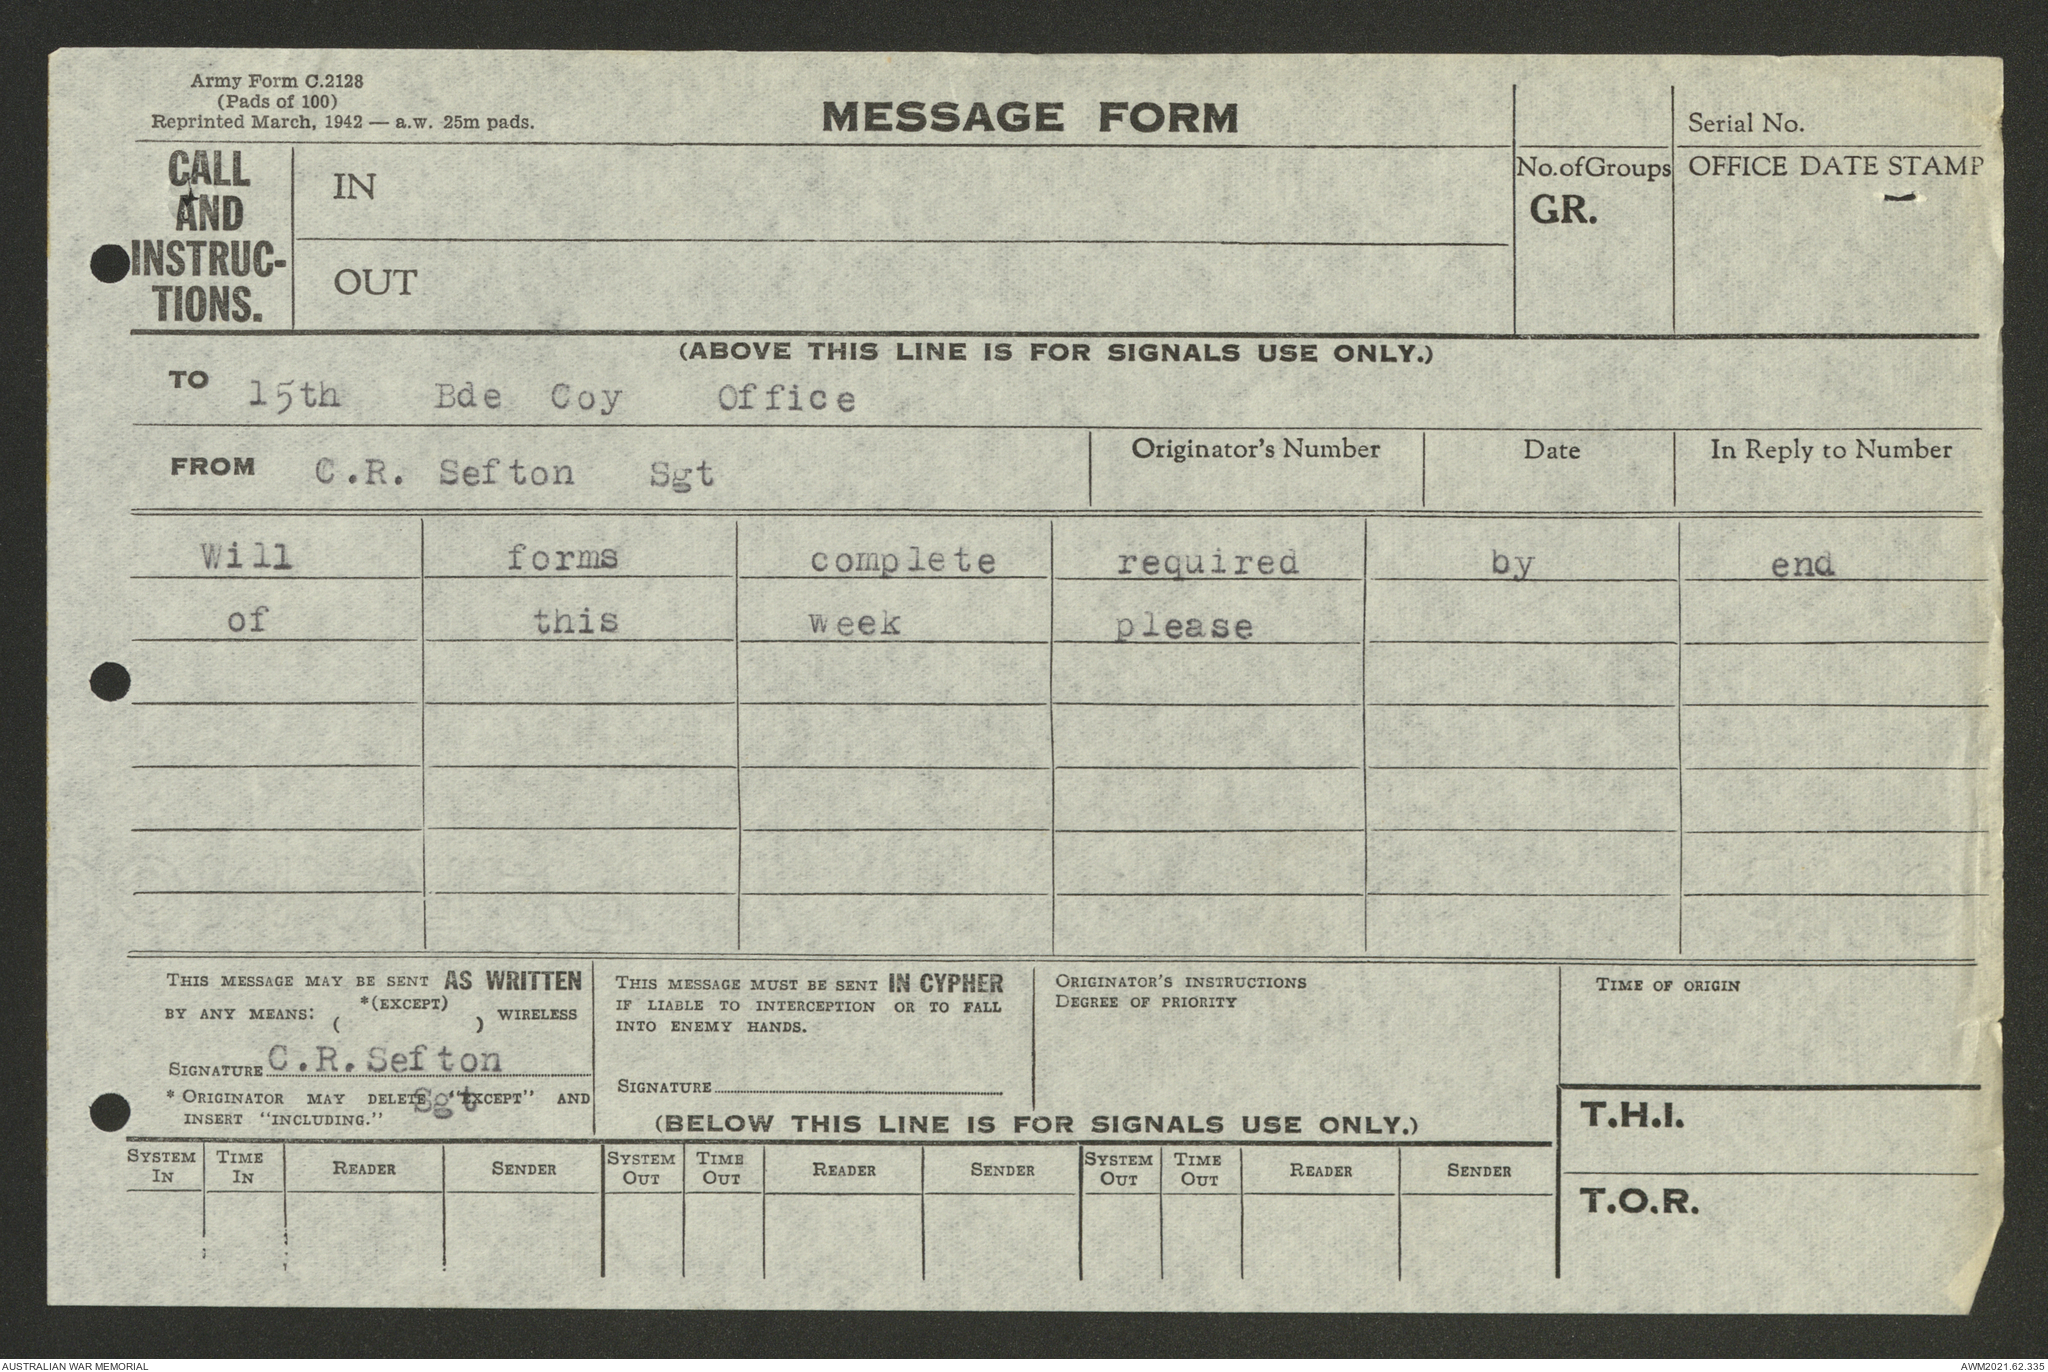 Army Form C.2128
(Pads of 100)
Reprinted March, 1942 — a.w. 25m pads.
MESSAGE FORM
Serial No.
CALL
AND
INSTRUC-
TIONS.
IN
OUT
No. of Groups
GR.
OFFICE DATE STAMP
(ABOVE THIS LINE IS FOR SIGNALS USE ONLY.)
TO 15th Bde Coy Office
FROM C.R. Sefton Sgt
Originator's Number
Date
In Reply to Number
Will forms complete required by end
of this week please
THIS MESSAGE MAY BE SENT AS WRITTEN
BY ANY MEANS: *(EXCEPT) ( ) WIRELESS
SIGNATURE C.R.Sefton
Sgt
* ORIGINATOR MAY DELETE "EXCEPT" AND
INSERT "INCLUDING."
THIS MESSAGE MUST BE SENT IN CYPHER
IF LIABLE TO INTERCEPTION OR TO FALL
INTO ENEMY HANDS.
SIGNATURE
ORIGINATOR'S INSTRUCTIONS
DEGREE OF PRIORITY
TIME OF ORIGIN
(BELOW THIS LINE IS FOR SIGNALS USE ONLY.)
T.H.I.
T.O.R.
SYSTEM IN
TIME IN
READER
SENDER
SYSTEM OUT
TIME OUT
READER
SENDER
SYSTEM OUT
TIME OUT
READER
SENDER
AUSTRALIAN WAR MEMORIAL
AWM2021.62.335